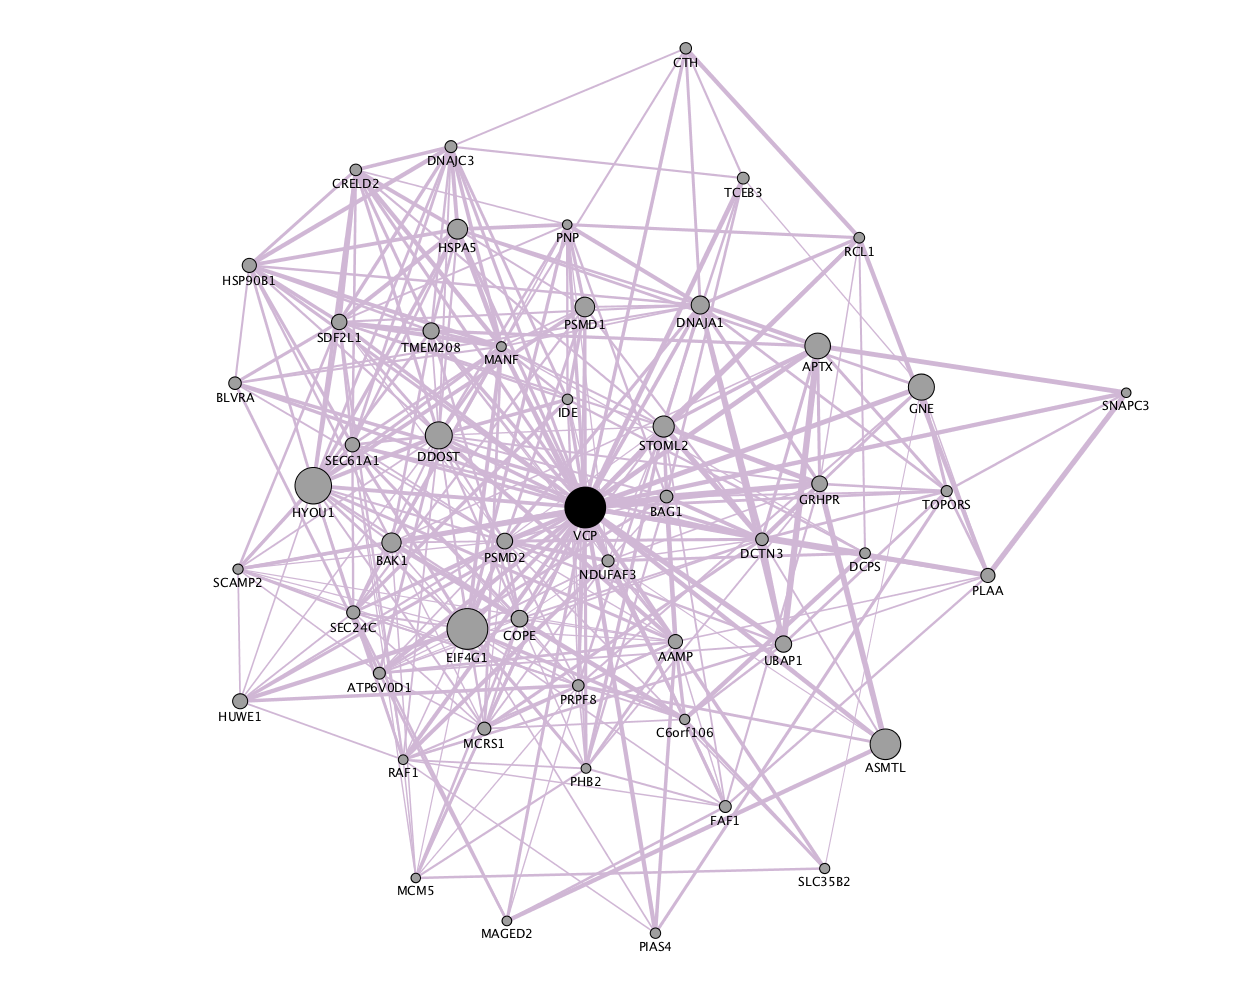 CTH
DNAJC3
CRELD2
TCEB3
PNP
HSPA5
RCL1
HSP90B1
PSMD1
DNAJA1
SDF2L1
TMEM208
MANF
APTX
BLVRA
IDE
GNE
SNAPC3
STOML2
SEC61A1
DDOST
HYOU1
VCP
BAG1
GRHPR
TOPORS
BAK1
PSMD2
NDUFAF3
DCTN3
DCPS
SCAMP2
PLAA
SEC24C
EIF4G1
COPE
AAMP
UBAP1
ATP6V0D1
HUWE1
PRPF8
MCRS1
C6orf106
ASMTL
RAF1
PHB2
FAF1
MCM5
SLC35B2
MAGED2
PIAS4